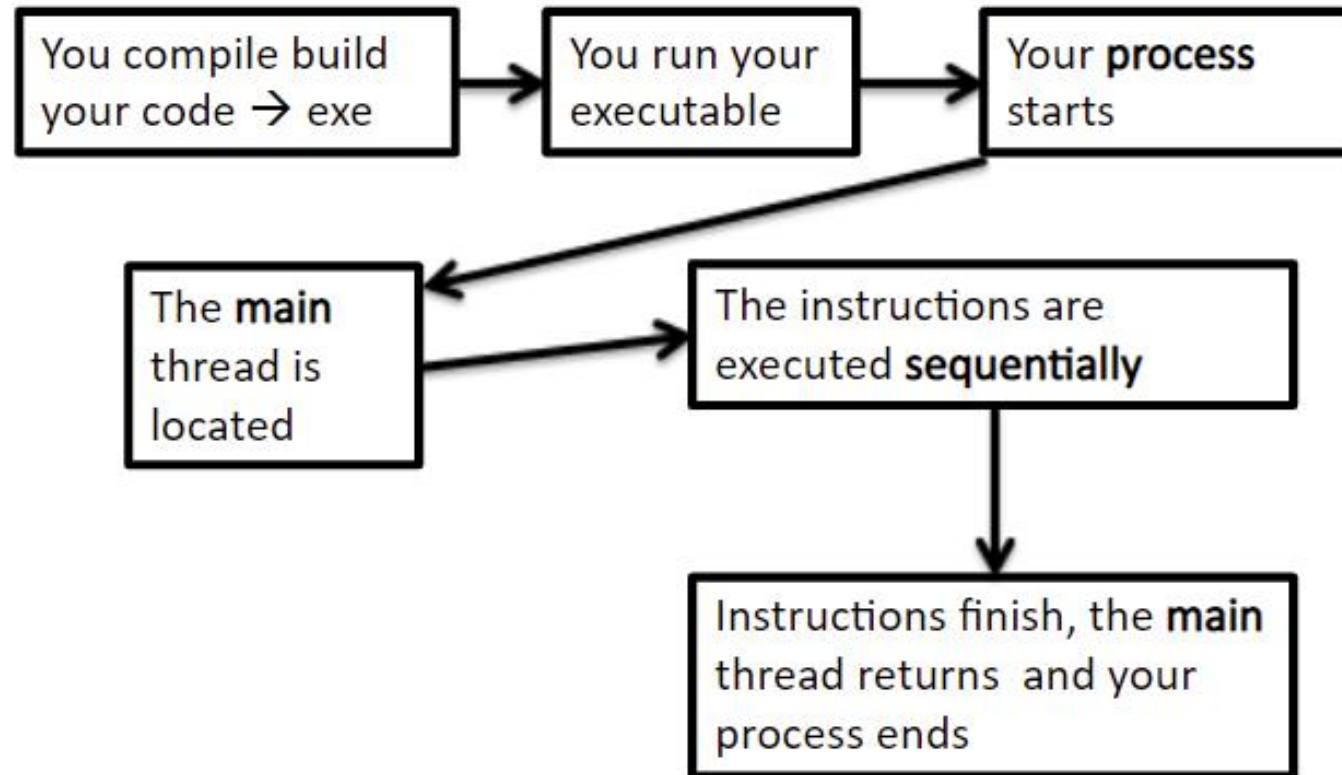 You compile build
your code → exe
You run your
executable
Your process
starts
The main
thread is
located
The instructions are
executed sequentially
Instructions finish, the main
thread returns and your
process ends